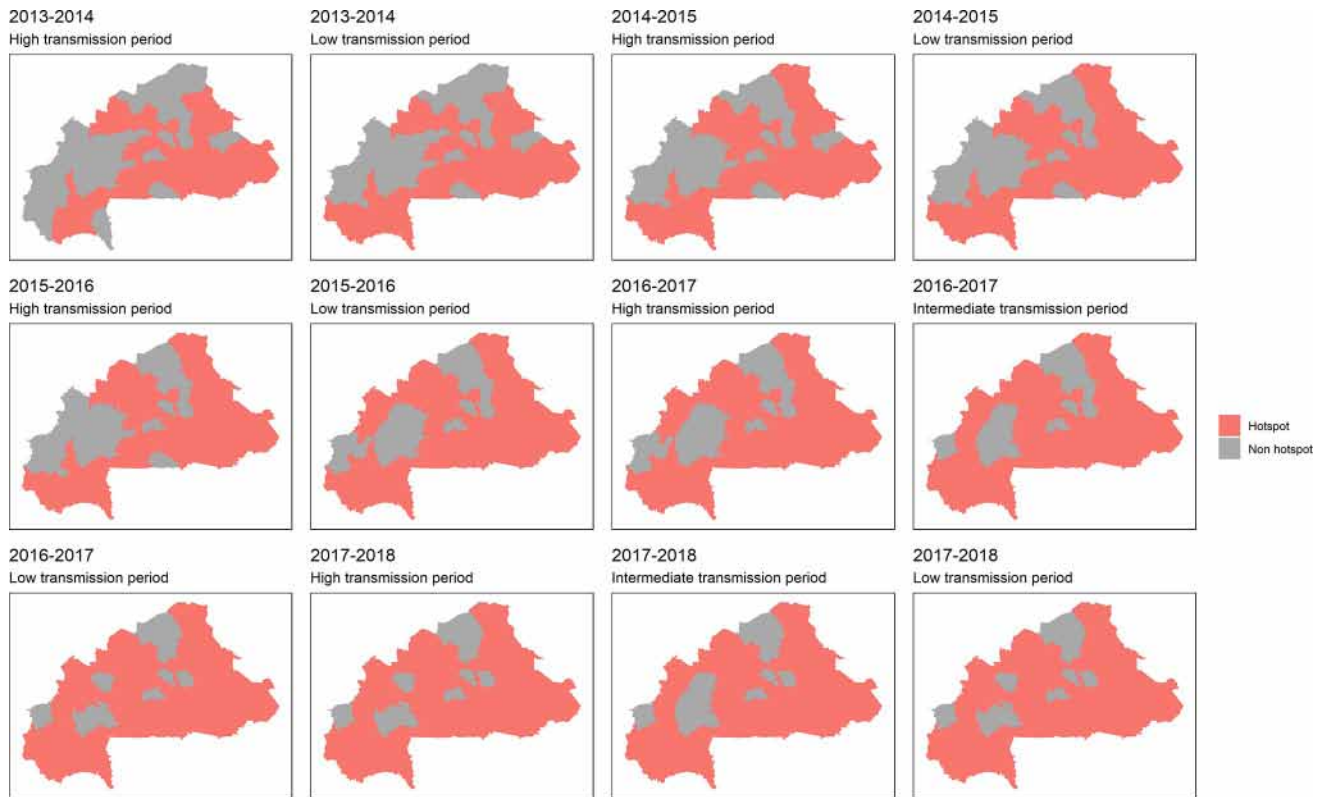 2013-2014
High transmission period
2013-2014
Low transmission period
2014-2015
High transmission period
2014-2015
Low transmission period
2015-2016
High transmission period
2015-2016
Low transmission period
2016-2017
High transmission period
2016-2017
Intermediate transmission period
Hotspot
Non hotspot
2016-2017
Low transmission period
2017-2018
High transmission period
2017-2018
Intermediate transmission period
2017-2018
Low transmission period